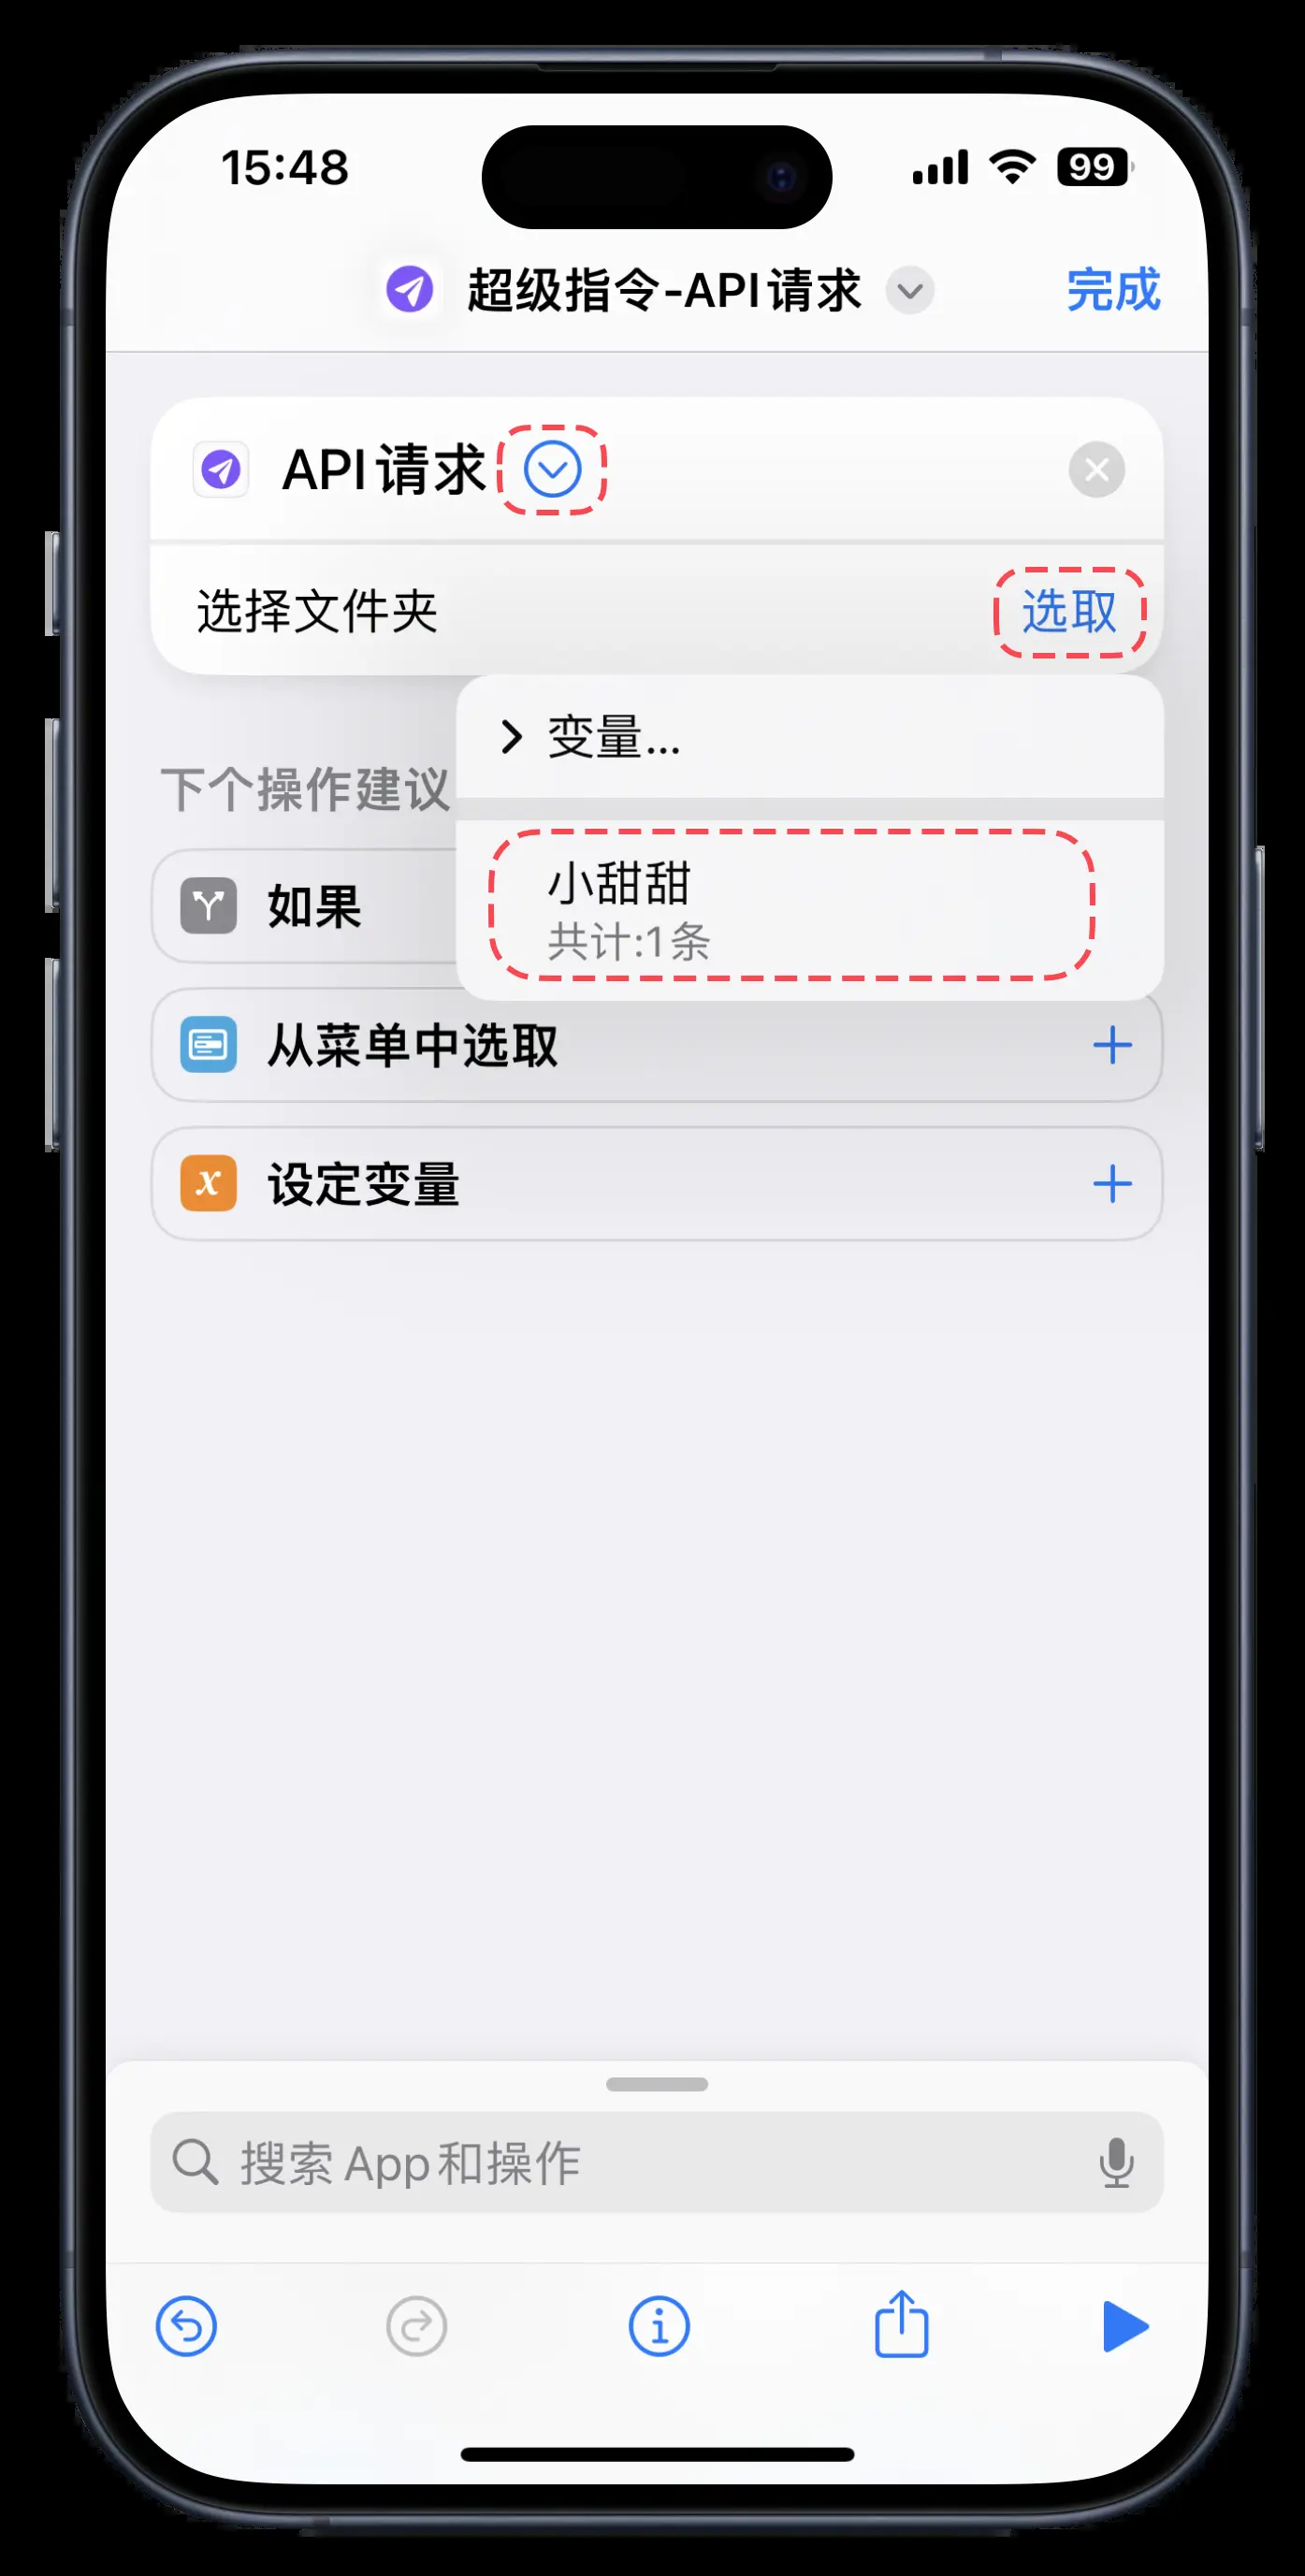 15:48
99
超级指令-API请求
完成
API请求
选择文件夹
选取
变量...
下个操作建议
小甜甜
共计:1条
如果
从菜单中选取
x 设定变量
搜索App和操作